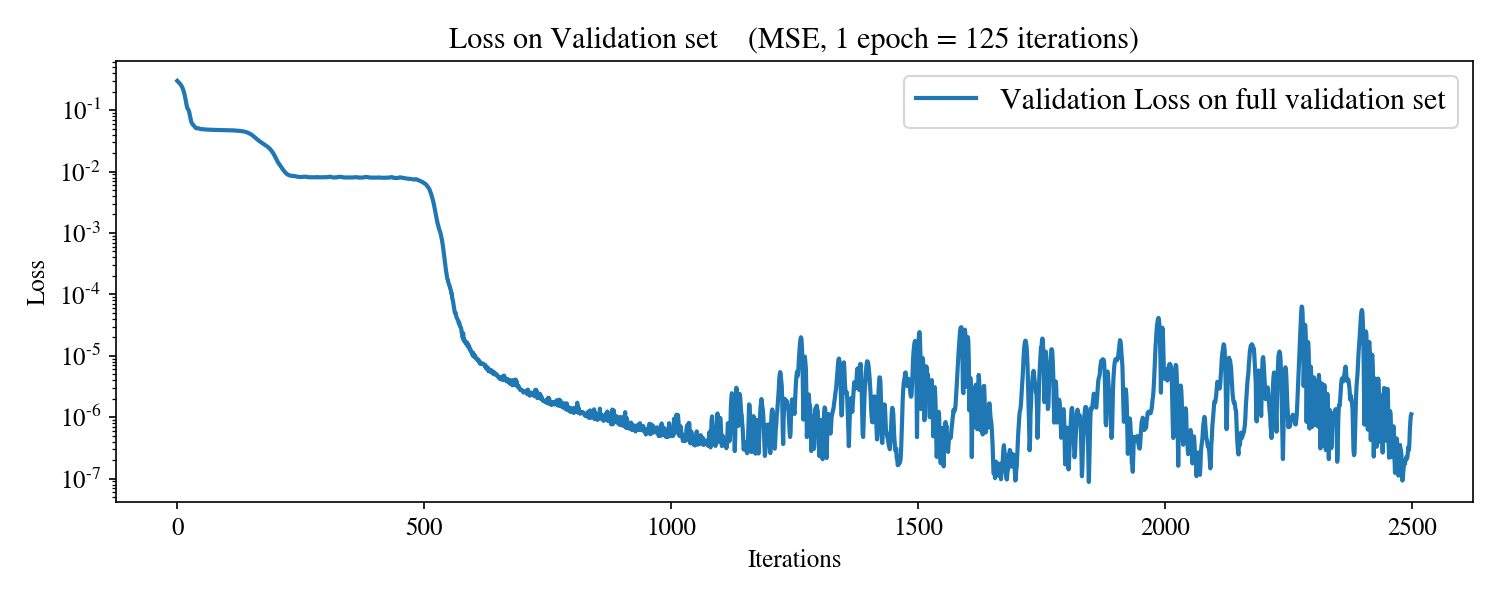 Loss on Validation set (MSE, 1 epoch = 125 iterations)
Validation Loss on full validation set
Loss
10⁻¹
10⁻²
10⁻³
10⁻⁴
10⁻⁵
10⁻⁶
10⁻⁷
0 500 1000 1500 2000 2500
Iterations